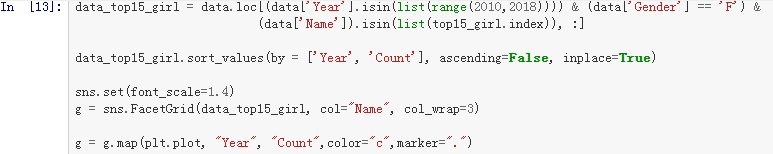 In [13]: data_top15_girl = data.loc[(data['Year'].isin(list(range(2010,2018)))) & (data['Gender'] == 'F') &
(data['Name']).isin(list(top15_girl.index)), :]
data_top15_girl.sort_values(by = ['Year', 'Count'], ascending=False, inplace=True)
sns.set(font_scale=1.4)
g = sns.FacetGrid(data_top15_girl, col="Name", col_wrap=3)
g = g.map(plt.plot, "Year", "Count",color="c",marker=".")